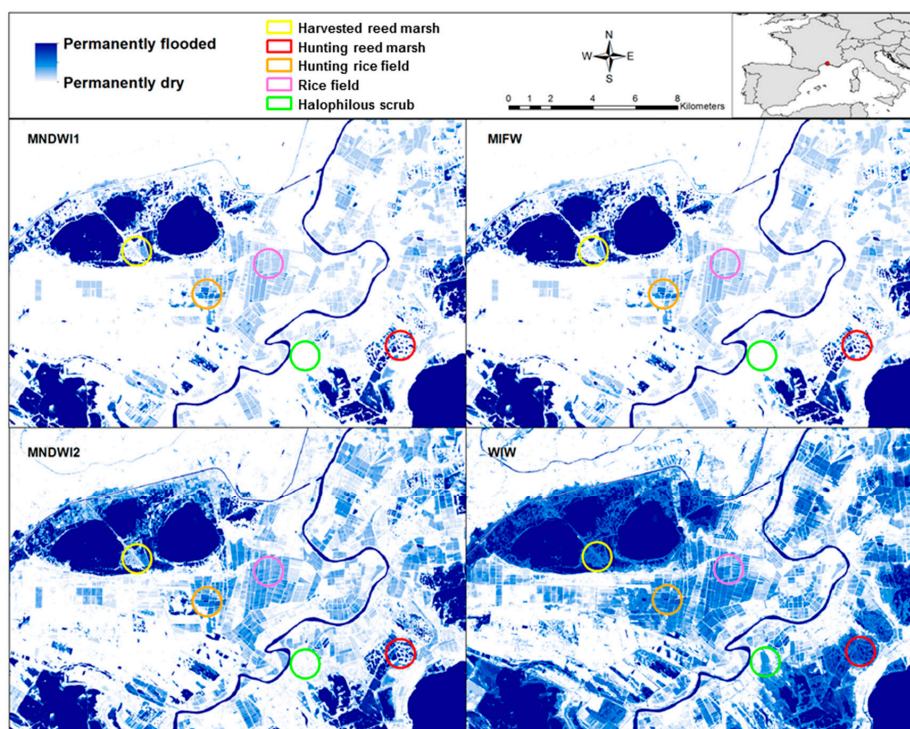 Permanently flooded
Permanently dry
Harvested reed marsh
Hunting reed marsh
Hunting rice field
Rice field
Halophilous scrub
N
W E
S
0 1 2 4 6 8
Kilometers
MNDWI1
MIFW
MNDWI2
WIW